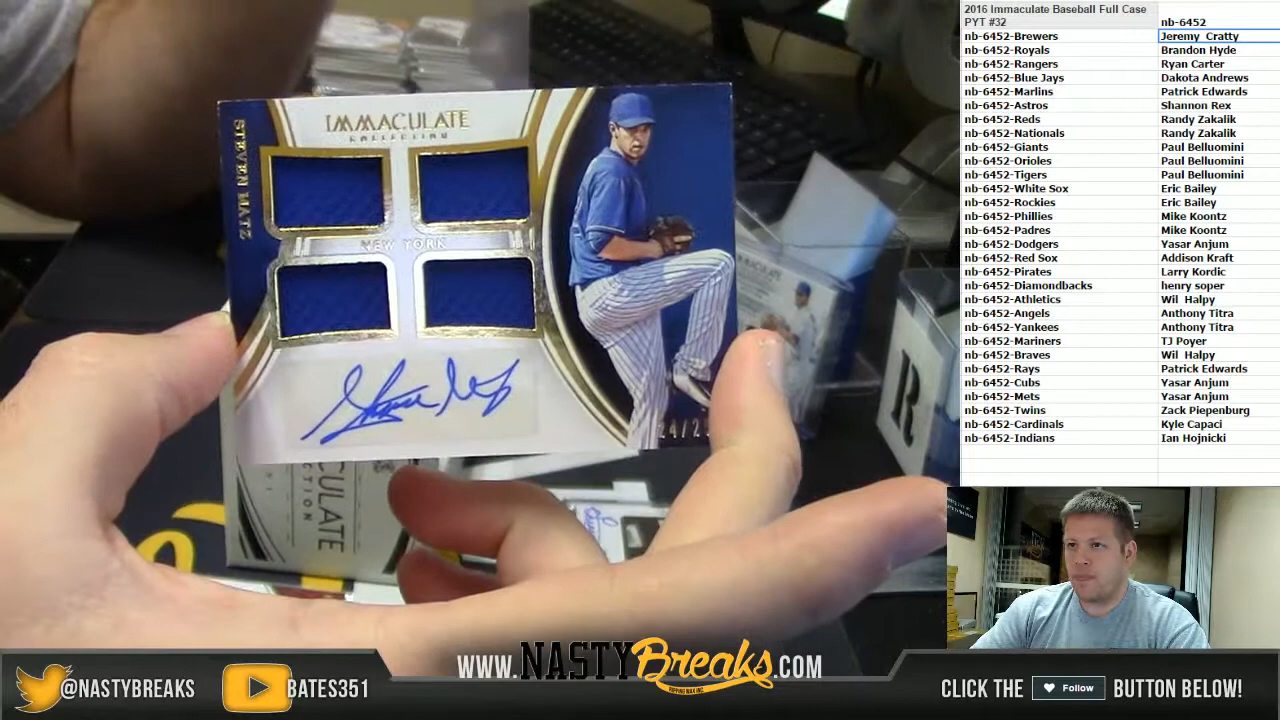 2016 Immaculate Baseball Full Case
PYT #32 nb-6452
nb-6452-Brewers Jeremy Cratty
nb-6452-Royals Brandon Hyde
nb-6452-Rangers Ryan Carter
nb-6452-Blue Jays Dakota Andrews
nb-6452-Marlins Patrick Edwards
nb-6452-Astros Shannon Rex
nb-6452-Reds Randy Zakalik
nb-6452-Nationals Randy Zakalik
nb-6452-Giants Paul Belluomini
nb-6452-Orioles Paul Belluomini
nb-6452-Tigers Paul Belluomini
nb-6452-White Sox Eric Bailey
nb-6452-Rockies Eric Bailey
nb-6452-Phillies Mike Koontz
nb-6452-Padres Mike Koontz
nb-6452-Dodgers Yasar Anjum
nb-6452-Red Sox Addison Kraft
nb-6452-Pirates Larry Kordic
nb-6452-Diamondbacks henry soper
nb-6452-Athletics Wil Halpy
nb-6452-Angels Anthony Titra
nb-6452-Yankees Anthony Titra
nb-6452-Mariners TJ Poyer
nb-6452-Braves Wil Halpy
nb-6452-Rays Patrick Edwards
nb-6452-Cubs Yasar Anjum
nb-6452-Mets Yasar Anjum
nb-6452-Twins Zack Piepenburg
nb-6452-Cardinals Kyle Capaci
nb-6452-Indians Ian Hojnicki
IMMACULATE
COLLECTION
STEVEN MATZ
NEW YORK
IMMACULATE
R
@NASTYBREAKS
BATES351
WWW.NASTYBreaks.COM
RIPPING WAX INC.
CLICK THE Follow BUTTON BELOW!